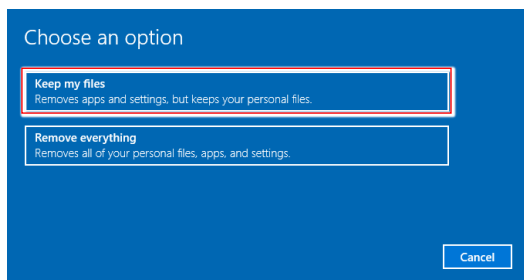 Choose an option
Keep my files
Removes apps and settings, but keeps your personal files.
Remove everything
Removes all of your personal files, apps, and settings.
Cancel